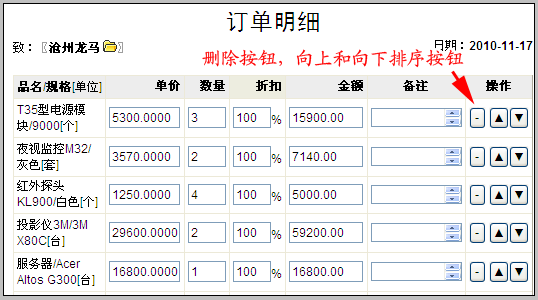 订单明细
致：〖沧州龙马〗 日期：2010-11-17
删除按钮，向上和向下排序按钮
品名/规格[单位] 单价 数量 折扣 金额 备注 操作
T35型电源模
块/9000[个] 5300.0000 3 100 % 15900.00 - ▲ ▼
夜视监控M32/
灰色[套] 3570.0000 2 100 % 7140.00 - ▲ ▼
红外探头
KL900/白色[个] 1250.0000 4 100 % 5000.00 - ▲ ▼
投影仪3M/3M
X80C[台] 29600.0000 2 100 % 59200.00 - ▲ ▼
服务器/Acer
Altos G300[台] 16800.0000 1 100 % 16800.00 - ▲ ▼